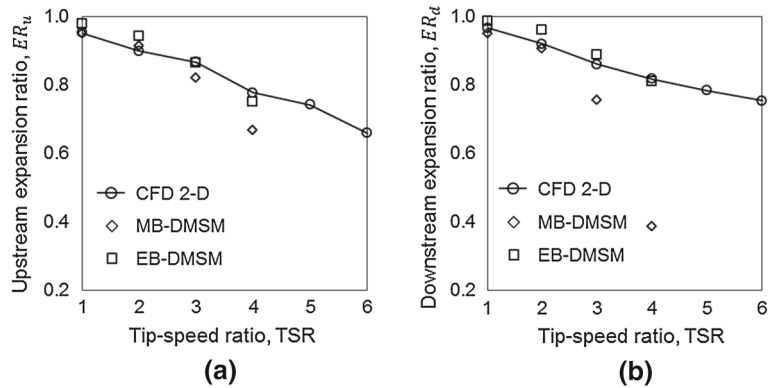 1.0
0.8
0.6
0.4
0.2
Upstream expansion ratio, ERu
CFD 2-D
MB-DMSM
EB-DMSM
1 2 3 4 5 6
Tip-speed ratio, TSR
(a)
1.0
0.8
0.6
0.4
0.2
Downstream expansion ratio, ERd
CFD 2-D
MB-DMSM
EB-DMSM
1 2 3 4 5 6
Tip-speed ratio, TSR
(b)